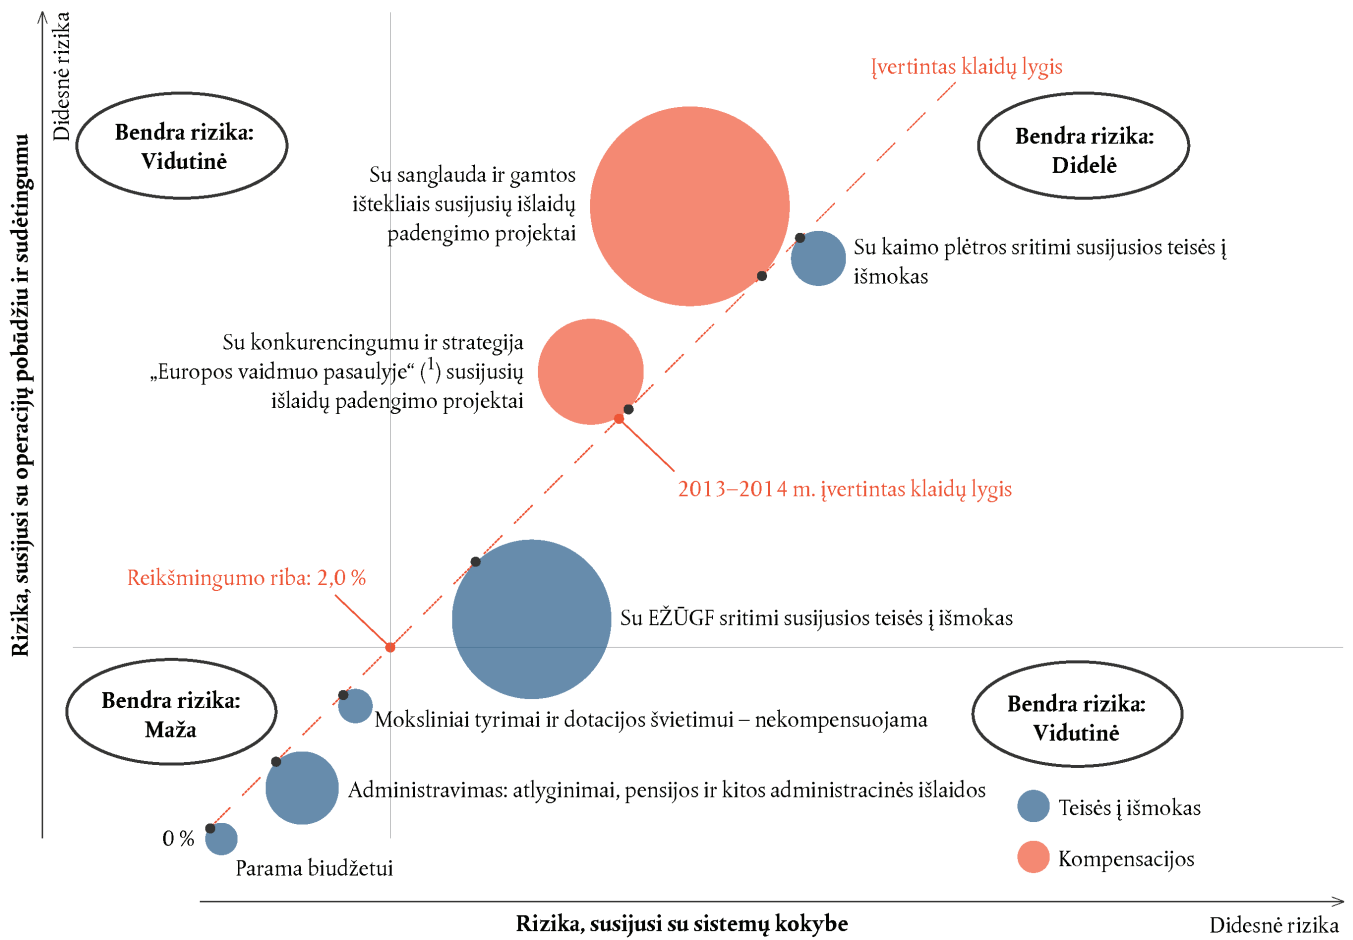 Didesnė rizika
Rizika, susijusi su operacijų pobūdžiu ir sudėtingumu
Įvertintas klaidų lygis
Bendra rizika:
Vidutinė
Bendra rizika:
Didelė
Su sanglauda ir gamtos
ištekliais susijusių išlaidų
padengimo projektai
Su kaimo plėtros sritimi susijusios teisės į
išmokas
Su konkurencingumu ir strategija
„Europos vaidmuo pasaulyje“ (1) susijusių
išlaidų padengimo projektai
2013–2014 m. įvertintas klaidų lygis
Reikšmingumo riba: 2,0 %
Su EŽŪGF sritimi susijusios teisės į išmokas
Bendra rizika:
Maža
Bendra rizika:
Vidutinė
Moksliniai tyrimai ir dotacijos švietimui – nekompensuojama
Administravimas: atlyginimai, pensijos ir kitos administracinės išlaidos
Teisės į išmokas
0 %
Kompensacijos
Parama biudžetui
Rizika, susijusi su sistemų kokybe
Didesnė rizika